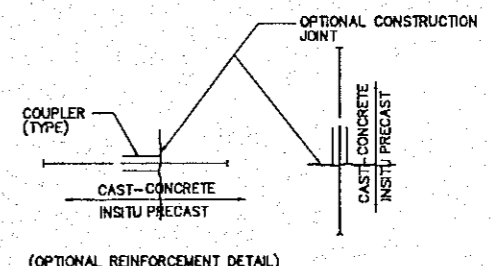 OPTIONAL CONSTRUCTION
JOINT
COUPLER
(TYPE)
CAST-CONCRETE
INSITU PRECAST
CAST-CONCRETE
INSITU PRECAST
(OPTIONAL REINFORCEMENT DETAIL)